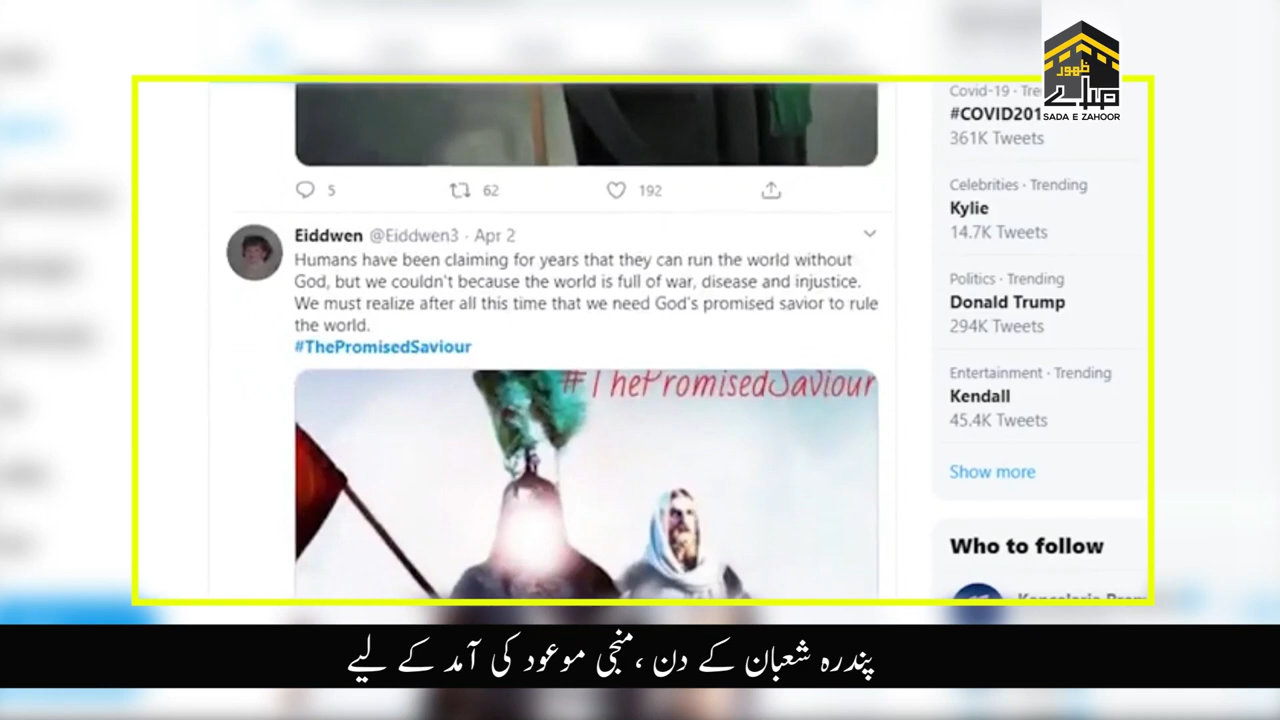 ظہور
صدائے
SADA E ZAHOOR
5
62
192
Eiddwen @Eiddwen3 · Apr 2
Humans have been claiming for years that they can run the world without
God, but we couldn't because the world is full of war, disease and injustice.
We must realize after all this time that we need God's promised savior to rule
the world.
#ThePromisedSaviour
#ThePromisedSaviour
Covid-19 ·
#COVID201
361K Tweets
Celebrities · Trending
Kylie
14.7K Tweets
Politics · Trending
Donald Trump
294K Tweets
Entertainment · Trending
Kendall
45.4K Tweets
Show more
Who to follow
پندرہ شعبان کے دن ،منجی موعود کی آمد کے لیے